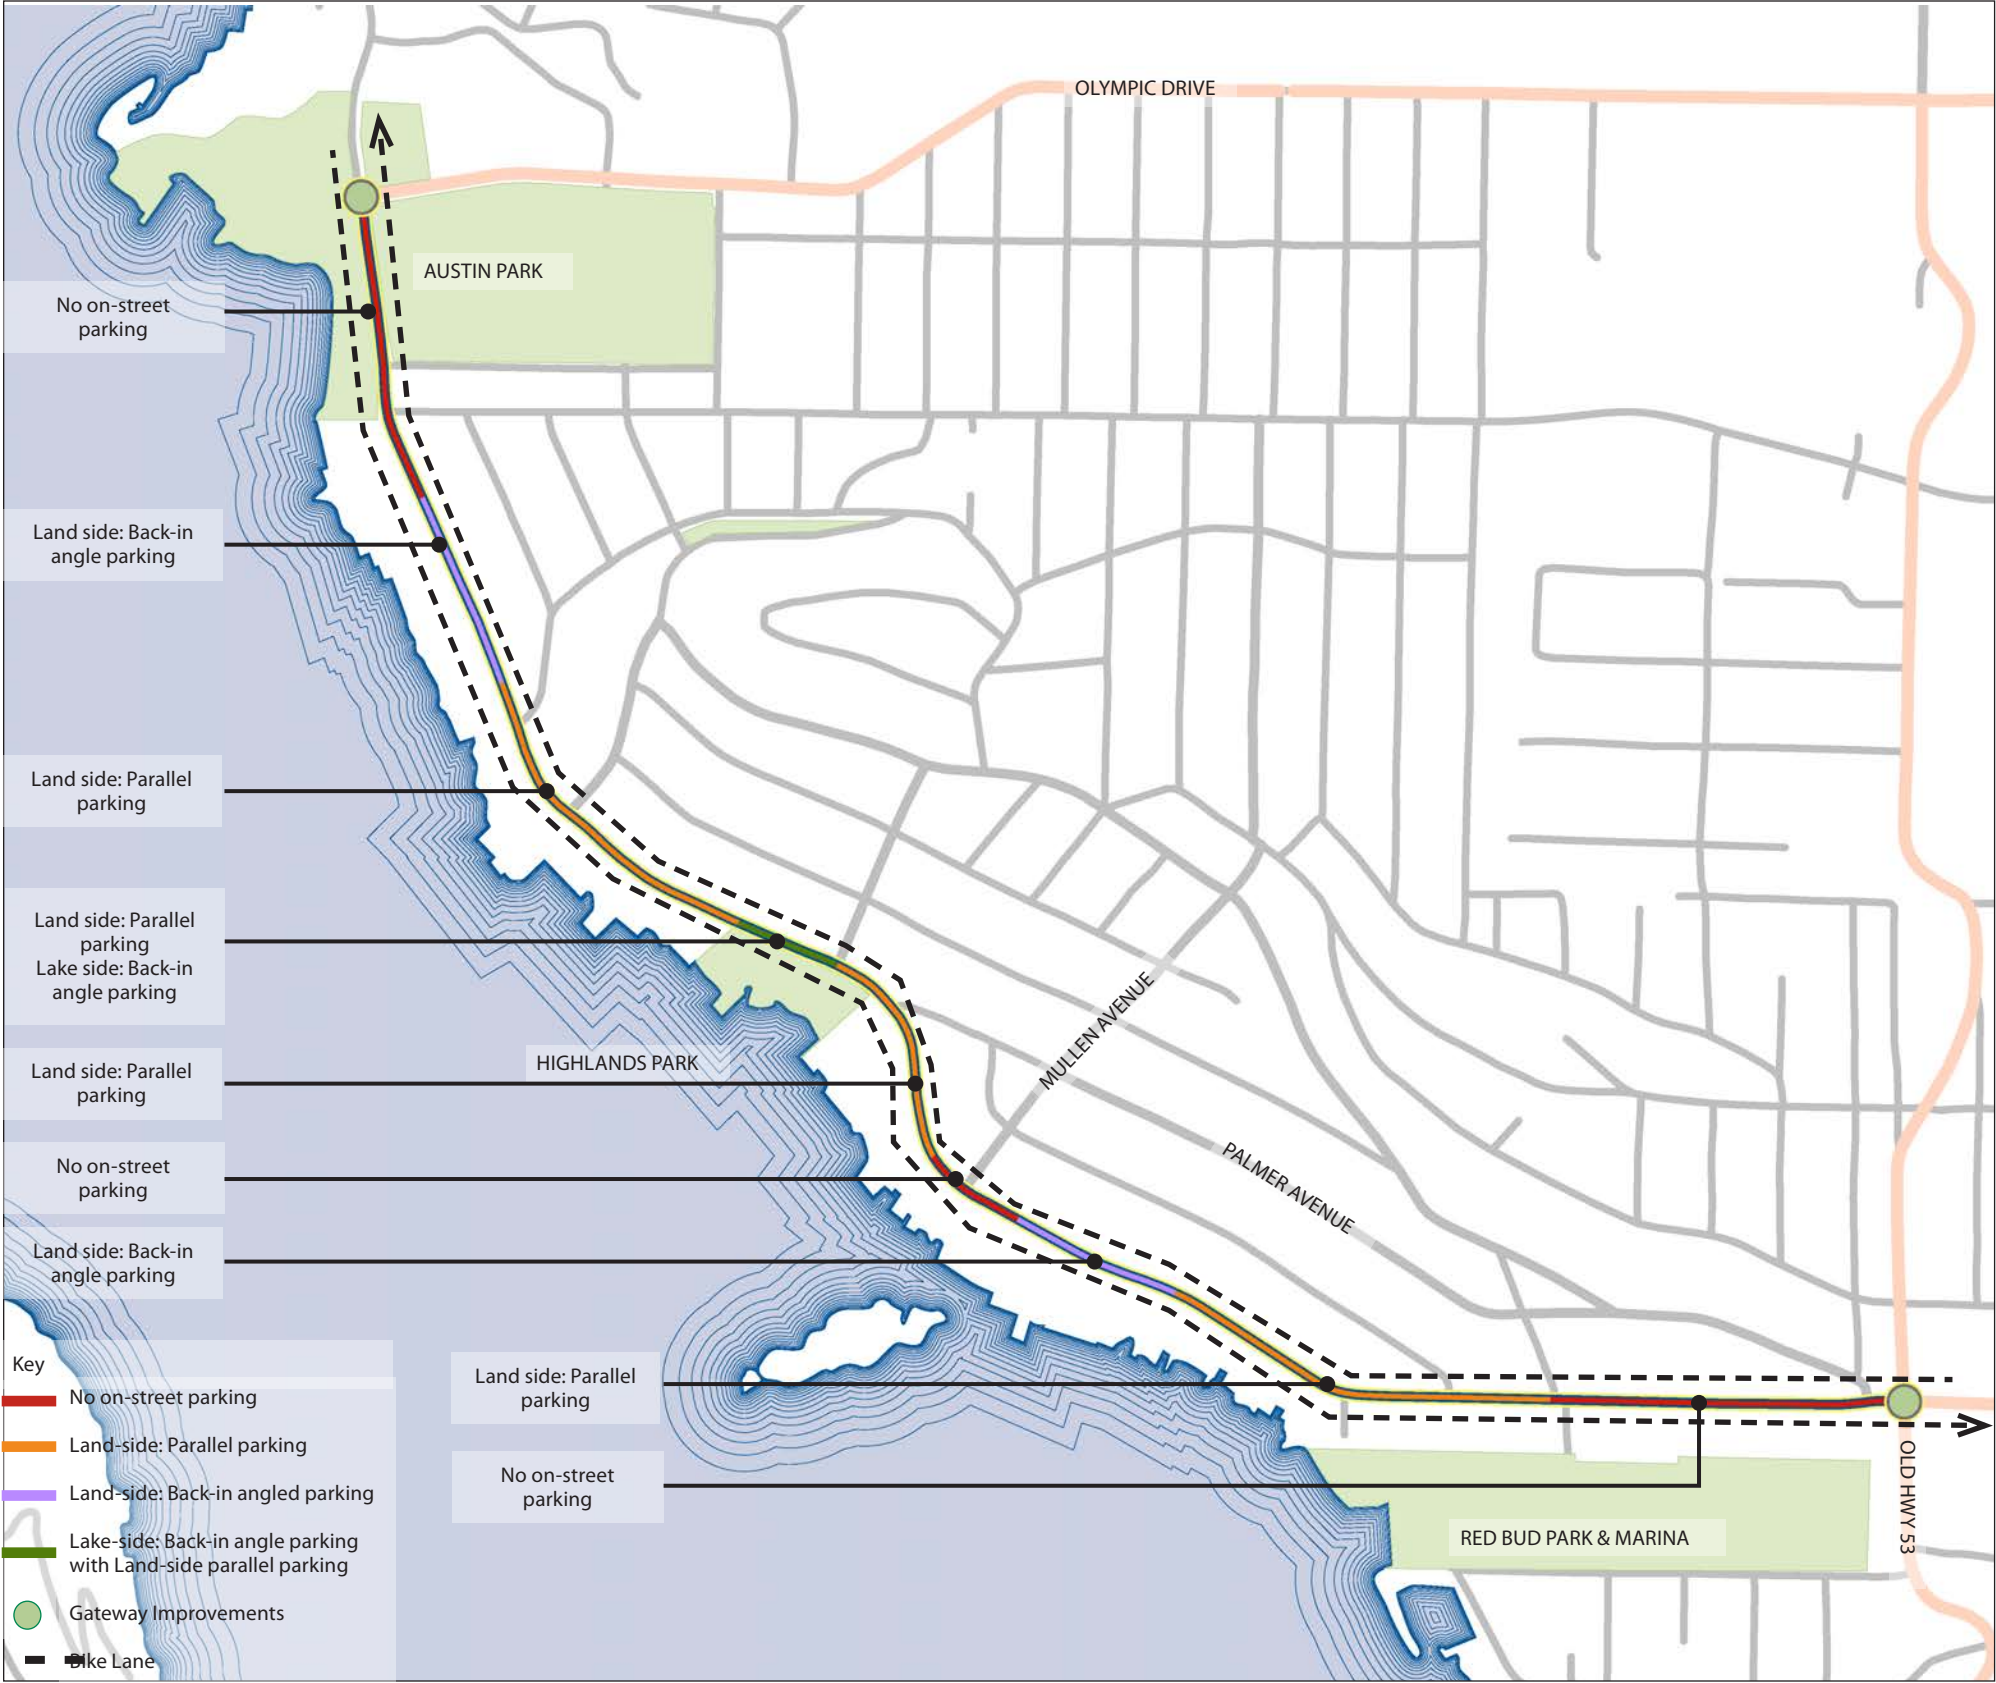 OLYMPIC DRIVE
AUSTIN PARK
No on-street
parking
Land side: Back-in
angle parking
Land side: Parallel
parking
Land side: Parallel
parking
Lake side: Back-in
angle parking
HIGHLANDS PARK
Land side: Parallel
parking
MULLEN AVENUE
No on-street
parking
PALMER AVENUE
Land side: Back-in
angle parking
Land side: Parallel
parking
No on-street
parking
OLD HWY 53
RED BUD PARK & MARINA
Key
No on-street parking
Land-side: Parallel parking
Land-side: Back-in angled parking
Lake-side: Back-in angle parking
with Land-side parallel parking
Gateway Improvements
Bike Lane